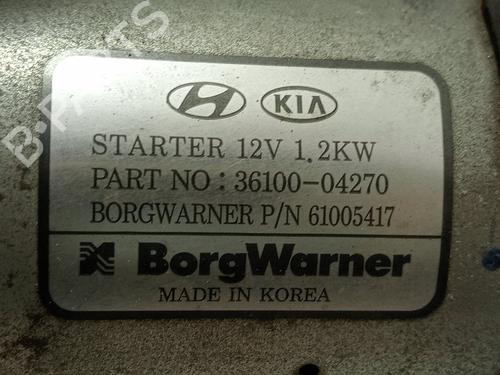 B-PARTS
KIA
STARTER 12V 1.2KW
PART NO : 36100-04270
BORGWARNER P/N 61005417
BorgWarner
MADE IN KOREA